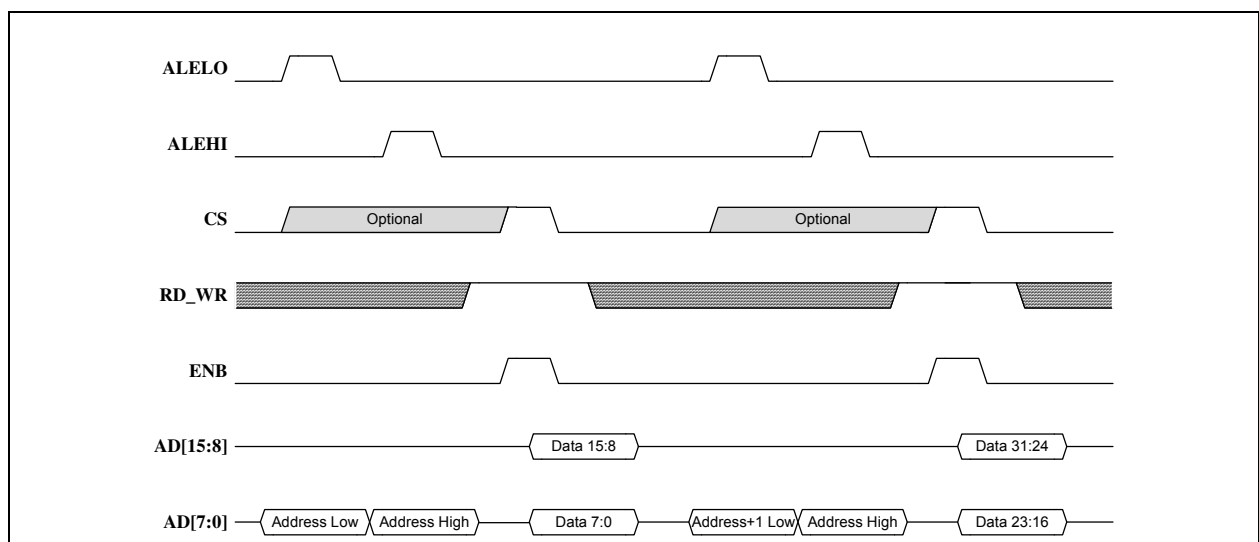 ALELO
ALEHI
CS
Optional
Optional
RD_WR
ENB
AD[15:8]
Data 15:8
Data 31:24
AD[7:0]
Address Low
Address High
Data 7:0
Address+1 Low
Address High
Data 23:16